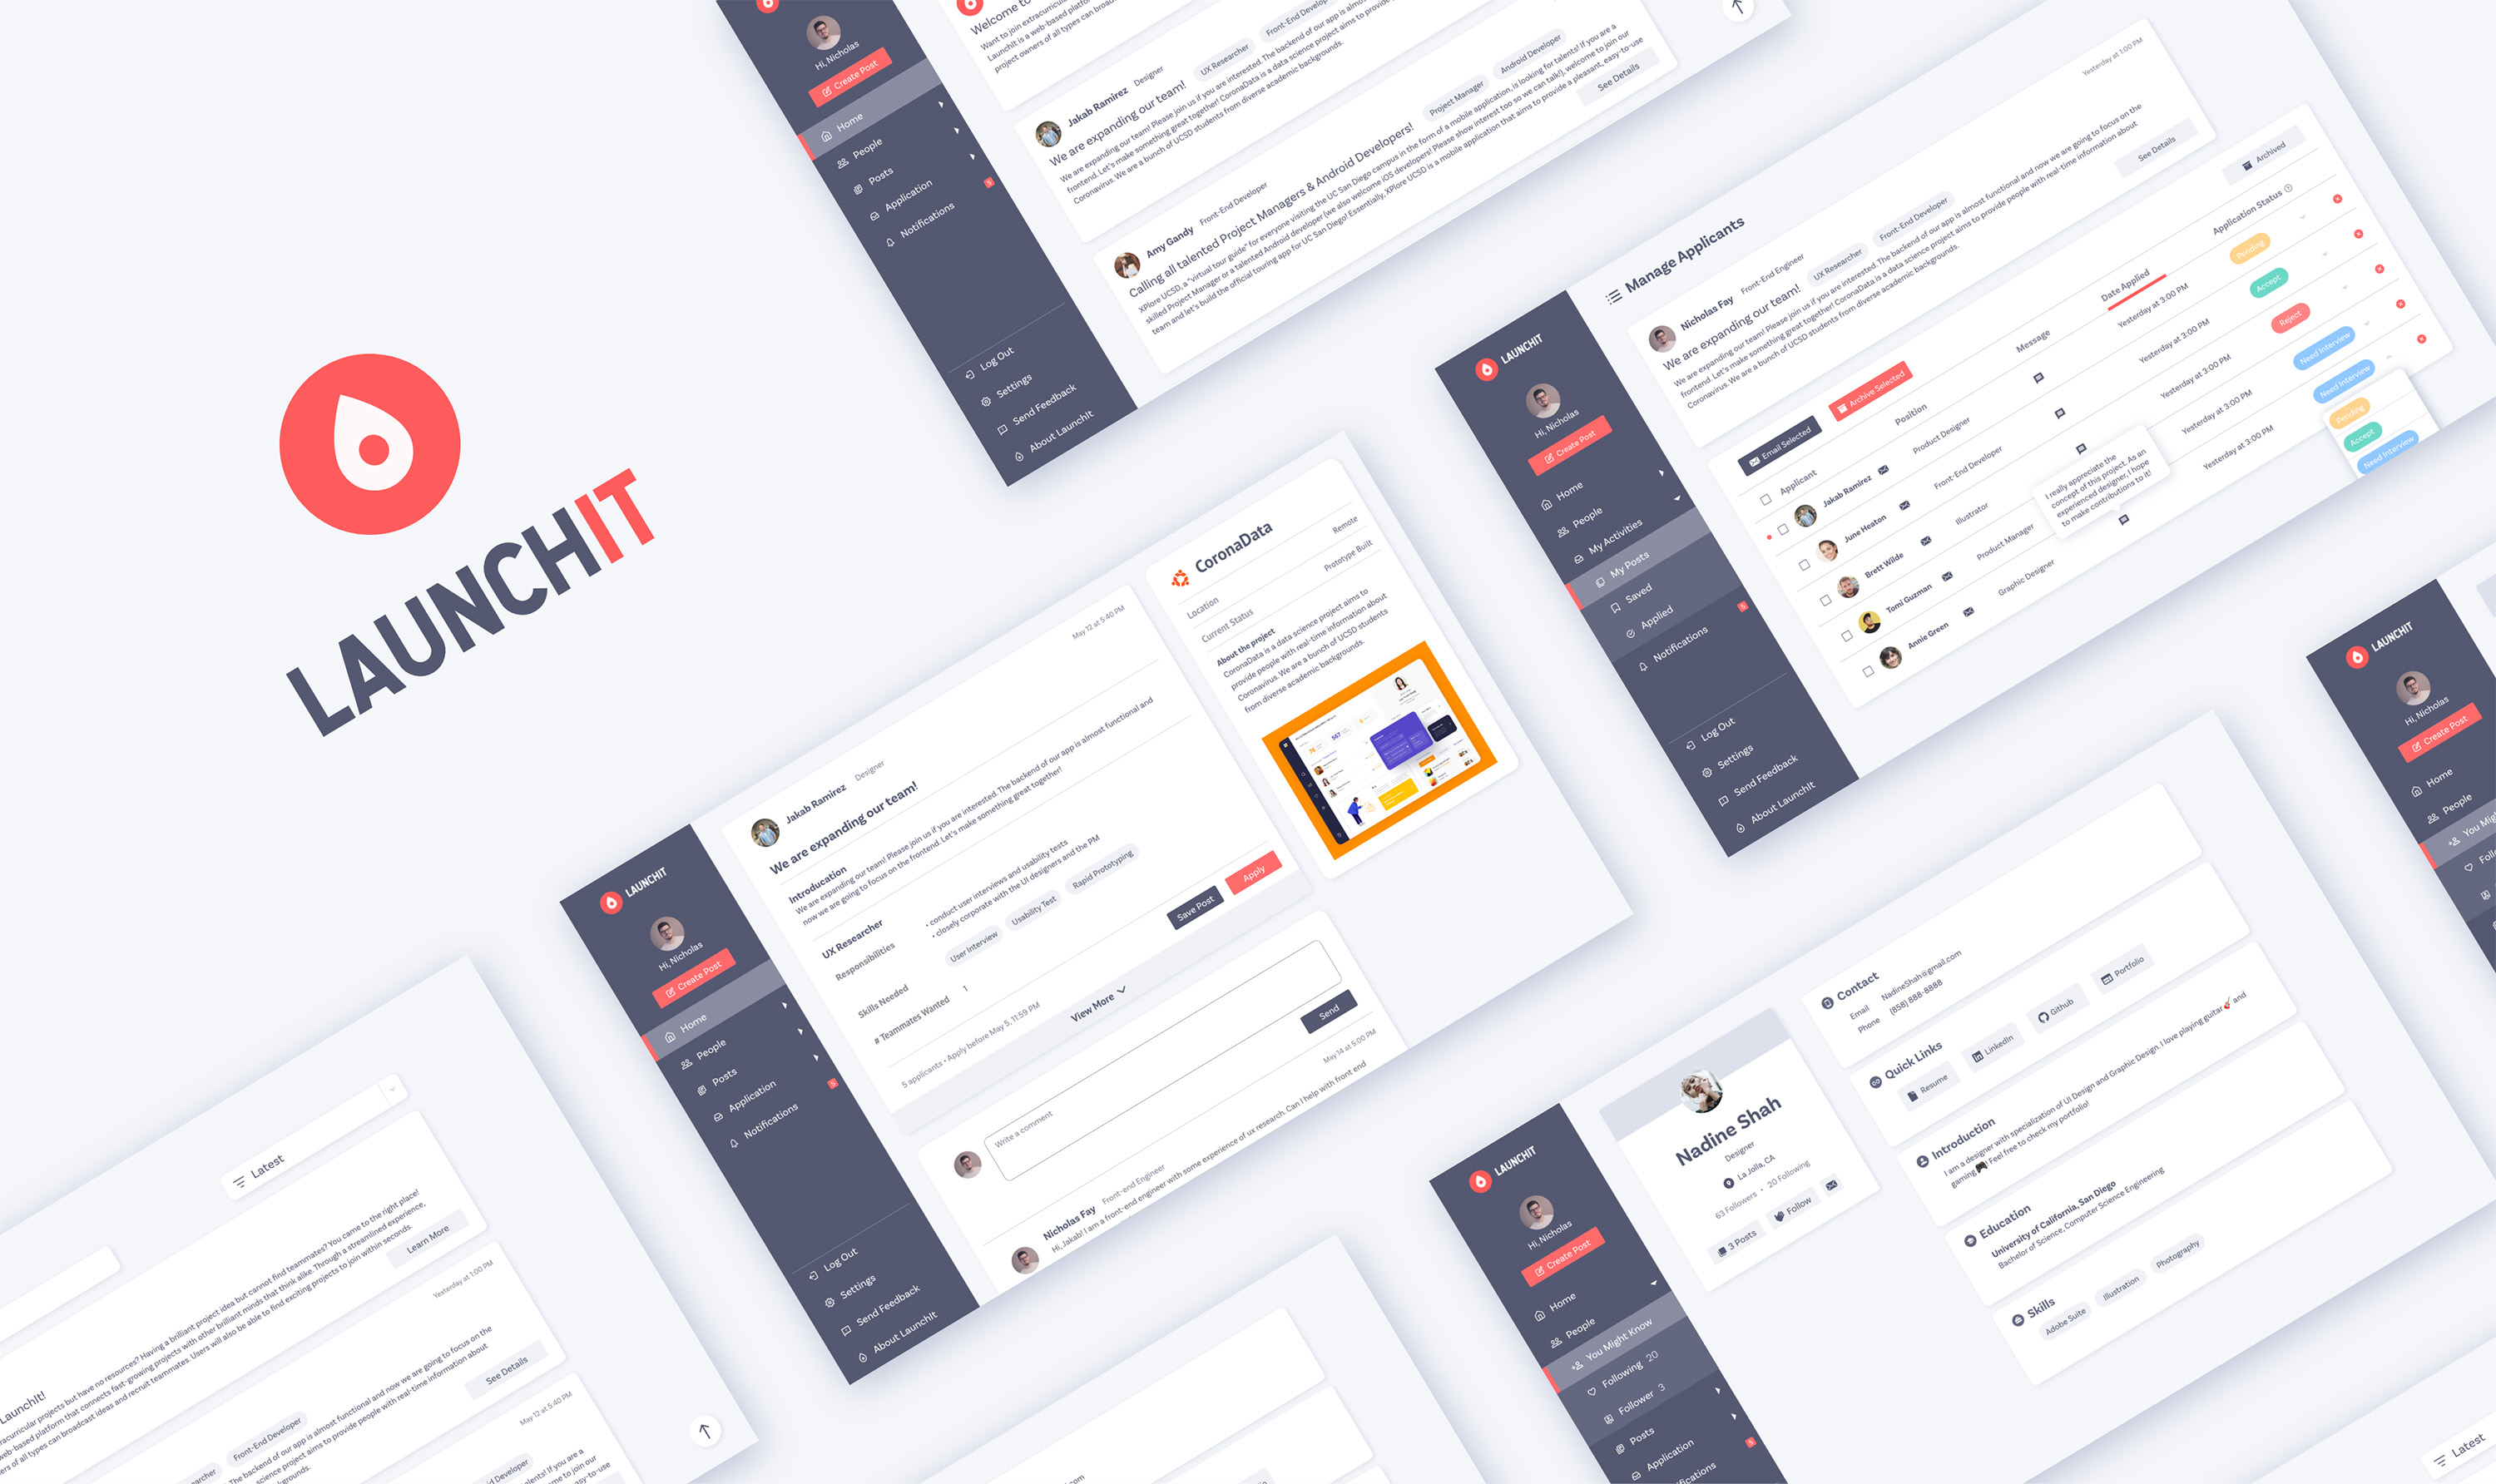 LAUNCHIT
Hi, Nicholas
Create Post
Home
People
Posts
Application
5
Notifications
Log Out
Settings
Send Feedback
About LaunchIt
Welcome to
Want to join extracurricular
LaunchIt is a web-based platform
project owners of all types can broadcast
Jakab Ramirez Designer
We are expanding our team! UX Researcher Front-End Developer
We are expanding our team! Please join us if you are interested. The backend of our app is almost
frontend. Let's make something great together! CoronaData is a data science project aims to provide
Coronavirus. We are a bunch of UCSD students from diverse academic backgrounds.
Amy Gandy Front-End Developer
Calling all talented Project Managers & Android Developers! Project Manager Android Developer
XPlore UCSD, a "virtual tour guide" for everyone visiting the UC San Diego campus in the form of a mobile application, is looking for talents! If you are a
skilled Project Manager or a talented Android developer (we also welcome iOS developers! Please show interest too so we can talk!), welcome to join our
team and let's build the official touring app for UC San Diego! Essentially, XPlore UCSD is a mobile application that aims to provide a pleasant, easy-to-use
See Details
LAUNCHIT
Hi, Nicholas
Create Post
Home
People
My Activities
My Posts
Saved
Applied
5
Notifications
Log Out
Settings
Send Feedback
About LaunchIt
Manage Applicants
Yesterday at 1:00 PM
Nicholas Fay Front-End Engineer
We are expanding our team! UX Researcher Front-End Developer
We are expanding our team! Please join us if you are interested. The backend of our app is almost functional and now we are going to focus on the
frontend. Let's make something great together! CoronaData is a data science project aims to provide people with real-time information about
Coronavirus. We are a bunch of UCSD students from diverse academic backgrounds.
See Details
Email Selected
Archive Selected
Archived
Applicant Position Message Date Applied Application Status
Jakab Ramirez Product Designer Yesterday at 3:00 PM Pending
June Heaton Front-End Developer Yesterday at 3:00 PM Accept
Brett Wilde Illustrator Yesterday at 3:00 PM Reject
Tomi Guzman Product Manager Yesterday at 3:00 PM Need Interview
Annie Green Graphic Designer Yesterday at 3:00 PM Need Interview
I really appreciate the
concept of this project. As an
experienced designer, I hope
to make contributions to it!
Pending
Accept
Need Interview
LAUNCHIT
Hi, Nicholas
Create Post
Home
People
Posts
Application
5
Notifications
Log Out
Settings
Send Feedback
About LaunchIt
Jakab Ramirez Designer
May 12 at 5:40 PM
We are expanding our team!
Introducation
We are expanding our team! Please join us if you are interested. The backend of our app is almost functional and
now we are going to focus on the frontend. Let's make something great together!
UX Researcher
Responsibilities
• conduct user interviews and usability tests
• closely corporate with the UI designers and the PM
Skills Needed
User Interview Usability Test Rapid Prototyping
# Teammates Wanted 1
5 applicants • Apply before May 5, 11:59 PM
Save Post
Apply
View More
Write a comment
Send
Nicholas Fay Front-end Engineer
May 14 at 5:00 PM
Hi, Jakab! I am a front-end engineer with some experience of ux research. Can I help with front end
CoronaData
Location Remote
Current Status Prototype Built
About the project
CoronaData is a data science project aims to
provide people with real-time information about
Coronavirus. We are a bunch of UCSD students
from diverse academic backgrounds.
76
567
LAUNCHIT
Hi, Nicholas
Create Post
Home
People
You Might Know
Following 20
Follower 3
Posts
Application
5
Nadine Shah
Designer
La Jolla, CA
63 Followers • 20 Following
3 Posts
Follow
Contact
Email NadineShah@gmail.com
Phone (858) 888-8888
Quick Links
Resume
LinkedIn
Github
Portfolio
Introduction
I am a designer with specialization of UI Design and Graphic Design. I love playing guitar🎸 and
gaming🎮! Feel free to check my portfolio!
Education
University of California, San Diego
Bachelor of Science, Computer Science Engineering
Skills
Adobe Suite Illustration Photography
LAUNCHIT
Hi, Nicholas
Create Post
Home
People
You Might
Latest
LaunchIt!
projects but have no resources? Having a brilliant project idea but cannot find teammates? You came to the right place!
web-based platform that connects fast-growing projects with other brilliant minds that think alike. Through a streamlined experience,
of all types can broadcast ideas and recruit teammates. Users will also be able to find exciting projects to join within seconds.
Learn More
Yesterday at 1:00 PM
Front-End Developer
The backend of our app is almost functional and now we are going to focus on the
science project aims to provide people with real-time information about
See Details
May 12 at 5:40 PM
Latest